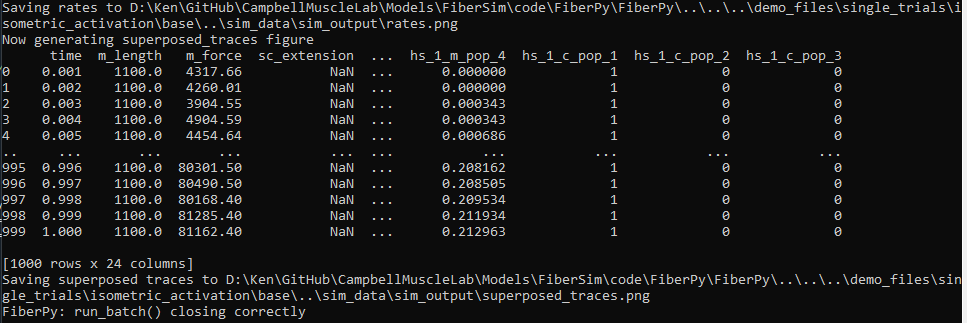 Saving rates to D:\Ken\GitHub\CampbellMuscleLab\Models\FiberSim\code\FiberPy\FiberPy\..\..\..\demo_files\single_trials\i
sometric_activation\base\..\sim_data\sim_output\rates.png
Now generating superposed_traces figure
time m_length m_force sc_extension ... hs_1_m_pop_4 hs_1_c_pop_1 hs_1_c_pop_2 hs_1_c_pop_3
0 0.001 1100.0 4317.66 NaN ... 0.000000 1 0 0
1 0.002 1100.0 4260.01 NaN ... 0.000000 1 0 0
2 0.003 1100.0 3904.55 NaN ... 0.000343 1 0 0
3 0.004 1100.0 4904.59 NaN ... 0.000343 1 0 0
4 0.005 1100.0 4454.64 NaN ... 0.000686 1 0 0
.. ... ... ... ... ... ... ... ... ...
995 0.996 1100.0 80301.50 NaN ... 0.208162 1 0 0
996 0.997 1100.0 80490.50 NaN ... 0.208505 1 0 0
997 0.998 1100.0 80168.40 NaN ... 0.209534 1 0 0
998 0.999 1100.0 81285.40 NaN ... 0.211934 1 0 0
999 1.000 1100.0 81162.40 NaN ... 0.212963 1 0 0
[1000 rows x 24 columns]
Saving superposed traces to D:\Ken\GitHub\CampbellMuscleLab\Models\FiberSim\code\FiberPy\FiberPy\..\..\..\demo_files\sin
gle_trials\isometric_activation\base\..\sim_data\sim_output\superposed_traces.png
FiberPy: run_batch() closing correctly